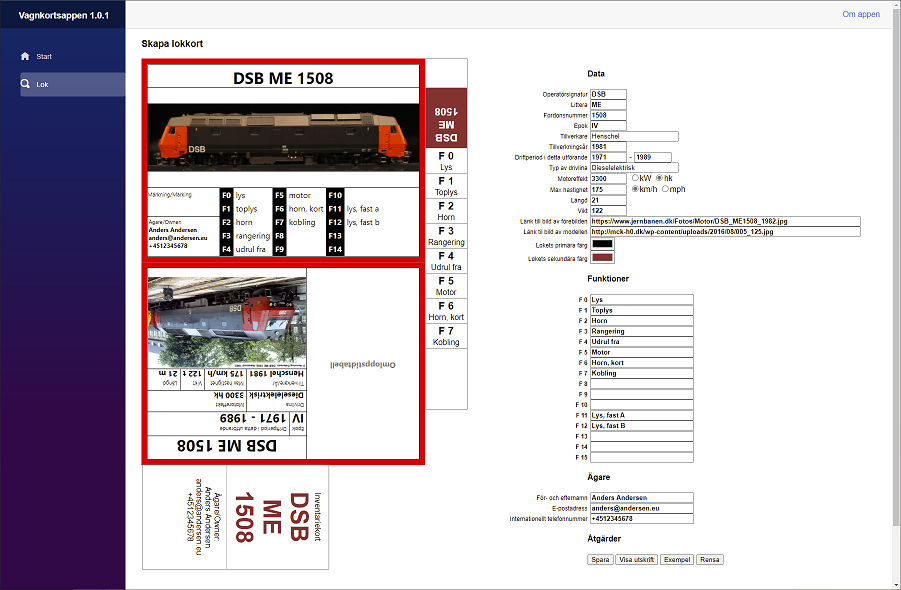 Vagnkortsappen 1.0.1
Om appen
Start
Lok
Skapa lokkort
DSB ME 1508
DSB
Märkning/Marking
Ägare/Owner:
Anders Andersen
anders@andersen.eu
+4512345678
F0 lys F5 motor F10
F1 toplys F6 horn, kort F11 lys, fast a
F2 horn F7 kobling F12 lys, fast b
F3 rangering F8 F13
F4 udrul fra F9 F14
DSB
ME
1508
F 0
Lys
F 1
Toplys
F 2
Horn
F 3
Rangering
F 4
Udrul fra
F 5
Motor
F 6
Horn, kort
F 7
Kobling
DSB ME 1508
Epok
IV
Driftperiod i detta utförande
1971 - 1989
Drivlina
Dieselelektrisk
Motoreffekt
3300 hk
Tillverkare/År
Henschel 1981
Max hastighet
175 km/h
Vikt
122 t
Längd
21 m
DSB
Omloppstidtabell
Inventariekort
DSB
ME
1508
Ägare/Owner:
Anders Andersen
anders@andersen.eu
+4512345678
Data
Operatörsignatur DSB
Littera ME
Fordonsnummer 1508
Epok IV
Tillverkare Henschel
Tillverkningsår 1981
Driftperiod i detta utförande 1971 - 1989
Typ av drivlina Dieselelektrisk
Motoreffekt 3300 kW hk
Max hastighet 175 km/h mph
Längd 21
Vikt 122
Länk till bild av förebilden https://www.jernbanen.dk/Fotos/Motor/DSB_ME1508_1982.jpg
Länk till bild av modellen http://mck-h0.dk/wp-content/uploads/2016/08/005_125.jpg
Lokets primära färg
Lokets sekundära färg
Funktioner
F 0 Lys
F 1 Toplys
F 2 Horn
F 3 Rangering
F 4 Udrul fra
F 5 Motor
F 6 Horn, kort
F 7 Kobling
F 8
F 9
F 10
F 11 Lys, fast A
F 12 Lys, fast B
F 13
F 14
F 15
Ägare
För- och efternamn Anders Andersen
E-postadress anders@andersen.eu
Internationellt telefonnummer +4512345678
Åtgärder
Spara Visa utskrift Exempel Rensa